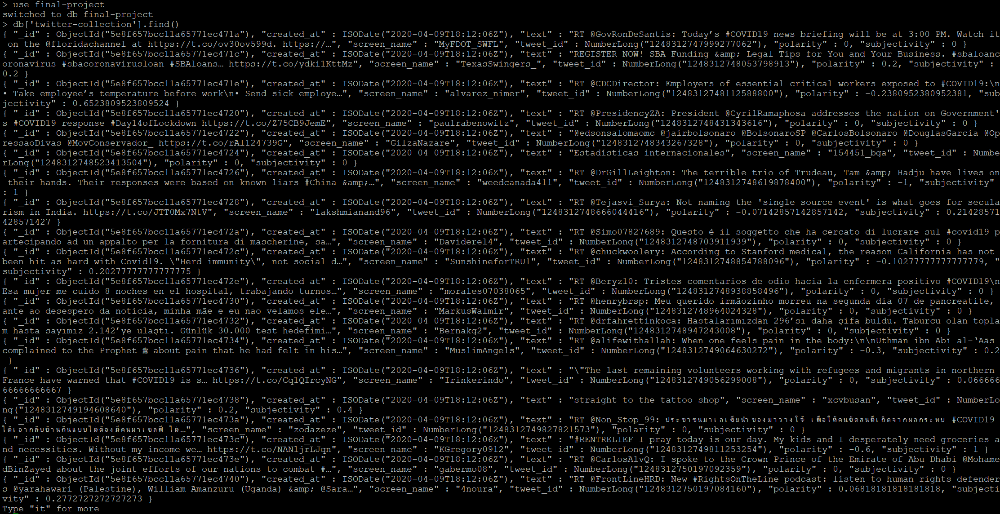 > use final-project
switched to db final-project
> db['twitter-collection'].find()
{ "_id" : ObjectId("5e8f657bcc11a65771ec471a"), "created_at" : ISODate("2020-04-09T18:12:06Z"), "text" : "RT @GovRonDeSantis: Today’s #COVID19 news briefing will be at 3:00 PM. Watch it
 on the @floridachannel at https://t.co/ov30ov599d. https://…", "screen_name" : "MyFDOT_SWFL", "tweet_id" : NumberLong("1248312747999277062"), "polarity" : 0, "subjectivity" : 0 }
{ "_id" : ObjectId("5e8f657bcc11a65771ec471c"), "created_at" : ISODate("2020-04-09T18:12:06Z"), "text" : "REGISTER NOW! SBA Funding &amp; Legal Tips for You and Your Business. #sbaloanc
oronavirus #sbacoronavirusloan #SBAloans… https://t.co/ydki1KttMz", "screen_name" : "TexasSwingers_", "tweet_id" : NumberLong("1248312748053798913"), "polarity" : 0.2, "subjectivity" :
0.2 }
{ "_id" : ObjectId("5e8f657bcc11a65771ec471e"), "created_at" : ISODate("2020-04-09T18:12:06Z"), "text" : "RT @CDCDirector: Employers of essential critical workers exposed to #COVID19:\n
• Take employee’s temperature before work\n• Send sick employe…", "screen_name" : "alvarez_nimer", "tweet_id" : NumberLong("1248312748112588800"), "polarity" : -0.2380952380952381, "sub
jectivity" : 0.6523809523809524 }
{ "_id" : ObjectId("5e8f657bcc11a65771ec4720"), "created_at" : ISODate("2020-04-09T18:12:06Z"), "text" : "RT @PresidencyZA: President @CyrilRamaphosa addresses the nation on Government'
s #COVID19 response #Day14ofLockdown https://t.co/Z75CB9JemE", "screen_name" : "paulrabenowitz", "tweet_id" : NumberLong("1248312748431343616"), "polarity" : 0, "subjectivity" : 0 }
{ "_id" : ObjectId("5e8f657bcc11a65771ec4722"), "created_at" : ISODate("2020-04-09T18:12:06Z"), "text" : "@edsonsalomaomc @jairbolsonaro @BolsonaroSP @CarlosBolsonaro @DouglasGarcia @Op
ressaoDivas @MovConservador_ https://t.co/rAl124739G", "screen_name" : "GilzaNazare", "tweet_id" : NumberLong("1248312748343267328"), "polarity" : 0, "subjectivity" : 0 }
{ "_id" : ObjectId("5e8f657bcc11a65771ec4724"), "created_at" : ISODate("2020-04-09T18:12:06Z"), "text" : "Estadísticas internacionales", "screen_name" : "154451_bga", "tweet_id" : Numbe
rLong("1248312748523413504"), "polarity" : 0, "subjectivity" : 0 }
{ "_id" : ObjectId("5e8f657bcc11a65771ec4726"), "created_at" : ISODate("2020-04-09T18:12:06Z"), "text" : "RT @DrGillLeighton: The terrible trio of Trudeau, Tam &amp; Hadju have lives on
 their hands. Their responses were based on known liars #China &amp;…", "screen_name" : "weedcanada411", "tweet_id" : NumberLong("1248312748619878400"), "polarity" : -1, "subjectivity"
: 1 }
{ "_id" : ObjectId("5e8f657bcc11a65771ec4728"), "created_at" : ISODate("2020-04-09T18:12:06Z"), "text" : "RT @Tejasvi_Surya: Not naming the 'single source event' is what goes for secula
rism in India. https://t.co/JTT0Mx7NtV", "screen_name" : "lakshmianand96", "tweet_id" : NumberLong("1248312748666044416"), "polarity" : -0.07142857142857142, "subjectivity" : 0.21428571
428571427 }
{ "_id" : ObjectId("5e8f657bcc11a65771ec472a"), "created_at" : ISODate("2020-04-09T18:12:06Z"), "text" : "RT @Simo07827689: Questo è il soggetto che ha cercato di lucrare sul #covid19 p
artecipando ad un appalto per la fornitura di mascherine, sa…", "screen_name" : "Daviderel4", "tweet_id" : NumberLong("1248312748703911939"), "polarity" : 0, "subjectivity" : 0 }
{ "_id" : ObjectId("5e8f657bcc11a65771ec472c"), "created_at" : ISODate("2020-04-09T18:12:06Z"), "text" : "RT @chuckwoolery: According to Stanford medical, the reason California has not
been hit as hard with Covid19. \"Herd immunity\", not social d…", "screen_name" : "SunshineforTRU1", "tweet_id" : NumberLong("1248312748854788096"), "polarity" : -0.10277777777777779, "
subjectivity" : 0.20277777777777775 }
{ "_id" : ObjectId("5e8f657bcc11a65771ec472e"), "created_at" : ISODate("2020-04-09T18:12:06Z"), "text" : "RT @Beryz10: Tristes comentarios de odio hacia la enfermera positivo #COVID19\n
Esa mujer me cuido 8 noches en el hospital, trabajando turnos…", "screen_name" : "morales07038065", "tweet_id" : NumberLong("1248312748938858496"), "polarity" : 0, "subjectivity" : 0 }
{ "_id" : ObjectId("5e8f657bcc11a65771ec4730"), "created_at" : ISODate("2020-04-09T18:12:06Z"), "text" : "RT @henrybrsp: Meu querido irmãozinho morreu na segunda dia 07 de pancreatite,
ante ao desespero da notícia, minha mãe e eu nao velamos ele…", "screen_name" : "MarkusWalmir", "tweet_id" : NumberLong("1248312748964024328"), "polarity" : 0, "subjectivity" : 0 }
{ "_id" : ObjectId("5e8f657bcc11a65771ec4732"), "created_at" : ISODate("2020-04-09T18:12:06Z"), "text" : "RT @drfahrettinkoca: Hastalarımızdan 296’sı daha şifa buldu. Taburcu olan topla
m hasta sayımız 2.142’ye ulaştı. Günlük 30.000 test hedefimi…", "screen_name" : "Bernakg2", "tweet_id" : NumberLong("1248312748947243008"), "polarity" : 0, "subjectivity" : 0 }
{ "_id" : ObjectId("5e8f657bcc11a65771ec4734"), "created_at" : ISODate("2020-04-09T18:12:06Z"), "text" : "RT @alifewithallah: When one feels pain in the body:\n\nUthmān ibn Abī al-‘Aās
complained to the Prophet ﷺ about pain that he had felt in his…", "screen_name" : "MuslimAngels", "tweet_id" : NumberLong("1248312749064630272"), "polarity" : -0.3, "subjectivity" : 0.2
 }
{ "_id" : ObjectId("5e8f657bcc11a65771ec4736"), "created_at" : ISODate("2020-04-09T18:12:06Z"), "text" : "\"The last remaining volunteers working with refugees and migrants in northern
France have warned that #COVID19 is s… https://t.co/Cq1QIrcyNG", "screen_name" : "Irinkerindo", "tweet_id" : NumberLong("1248312749056299008"), "polarity" : 0, "subjectivity" : 0.066666
66666666667 }
{ "_id" : ObjectId("5e8f657bcc11a65771ec4738"), "created_at" : ISODate("2020-04-09T18:12:06Z"), "text" : "straight to the tattoo shop", "screen_name" : "xcvbusan", "tweet_id" : NumberLo
ng("1248312749194608640"), "polarity" : 0.2, "subjectivity" : 0.4 }
{ "_id" : ObjectId("5e8f657bcc11a65771ec473a"), "created_at" : ISODate("2020-04-09T18:12:06Z"), "text" : "RT @Non_Stop_99: ประชาชนมาเลเซียนำของมาวางไว้ เพื่อให้คนขัดสนที่เกิดจากผลกระทบ #COVID19
ได้เอากลับบ้านกันแบบไม่ต้องมีคนมาเซลฟี่ ไม่…", "screen_name" : "zodazeze", "tweet_id" : NumberLong("1248312749827821573"), "polarity" : 0, "subjectivity" : 0 }
{ "_id" : ObjectId("5e8f657bcc11a65771ec473c"), "created_at" : ISODate("2020-04-09T18:12:06Z"), "text" : "#RENTRELIEF I pray today is our day. My kids and I desperately need groceries a
nd necessities. Without my income we… https://t.co/NANljrLJqn", "screen_name" : "KGregory0912", "tweet_id" : NumberLong("1248312749811253254"), "polarity" : -0.6, "subjectivity" : 1 }
{ "_id" : ObjectId("5e8f657bcc11a65771ec473e"), "created_at" : ISODate("2020-04-09T18:12:06Z"), "text" : "RT @CarlosAlvQ: I spoke to the Crown Prince of the Emirate of Abu Dhabi @Mohame
dBinZayed about the joint efforts of our nations to combat #…", "screen_name" : "gabermo08", "tweet_id" : NumberLong("1248312750197092359"), "polarity" : 0, "subjectivity" : 0 }
{ "_id" : ObjectId("5e8f657bcc11a65771ec4740"), "created_at" : ISODate("2020-04-09T18:12:06Z"), "text" : "RT @FrontLineHRD: New #RightsOnTheLine podcast: listen to human rights defender
s @yarahawari (Palestine), William Amanzuru (Uganda) &amp; @Sara…", "screen_name" : "4noura", "tweet_id" : NumberLong("1248312750197084160"), "polarity" : 0.06818181818181818, "subjecti
vity" : 0.2772727272727273 }
Type "it" for more